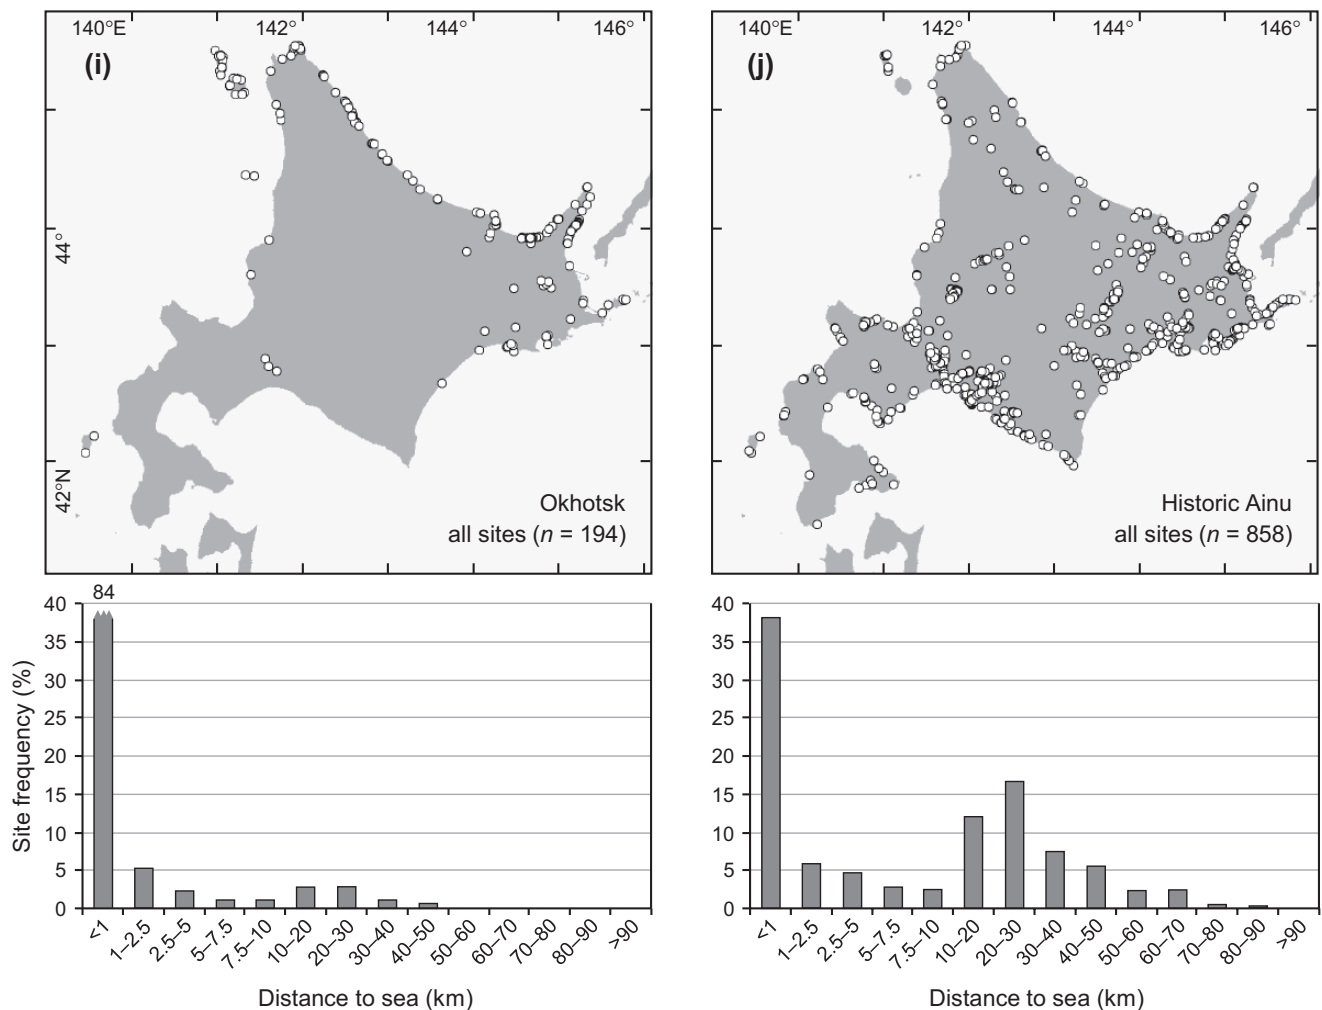 140°E 142° 144° 146°
(i)
44°
42°N
Okhotsk
all sites (n = 194)
140°E 142° 144° 146°
(j)
Historic Ainu
all sites (n = 858)
84
Site frequency (%)
40
35
30
25
20
15
10
5
0
<1 1–2.5 2.5–5 5–7.5 7.5–10 10–20 20–30 30–40 40–50 50–60 60–70 70–80 80–90 >90
Distance to sea (km)
40
35
30
25
20
15
10
5
0
<1 1–2.5 2.5–5 5–7.5 7.5–10 10–20 20–30 30–40 40–50 50–60 60–70 70–80 80–90 >90
Distance to sea (km)